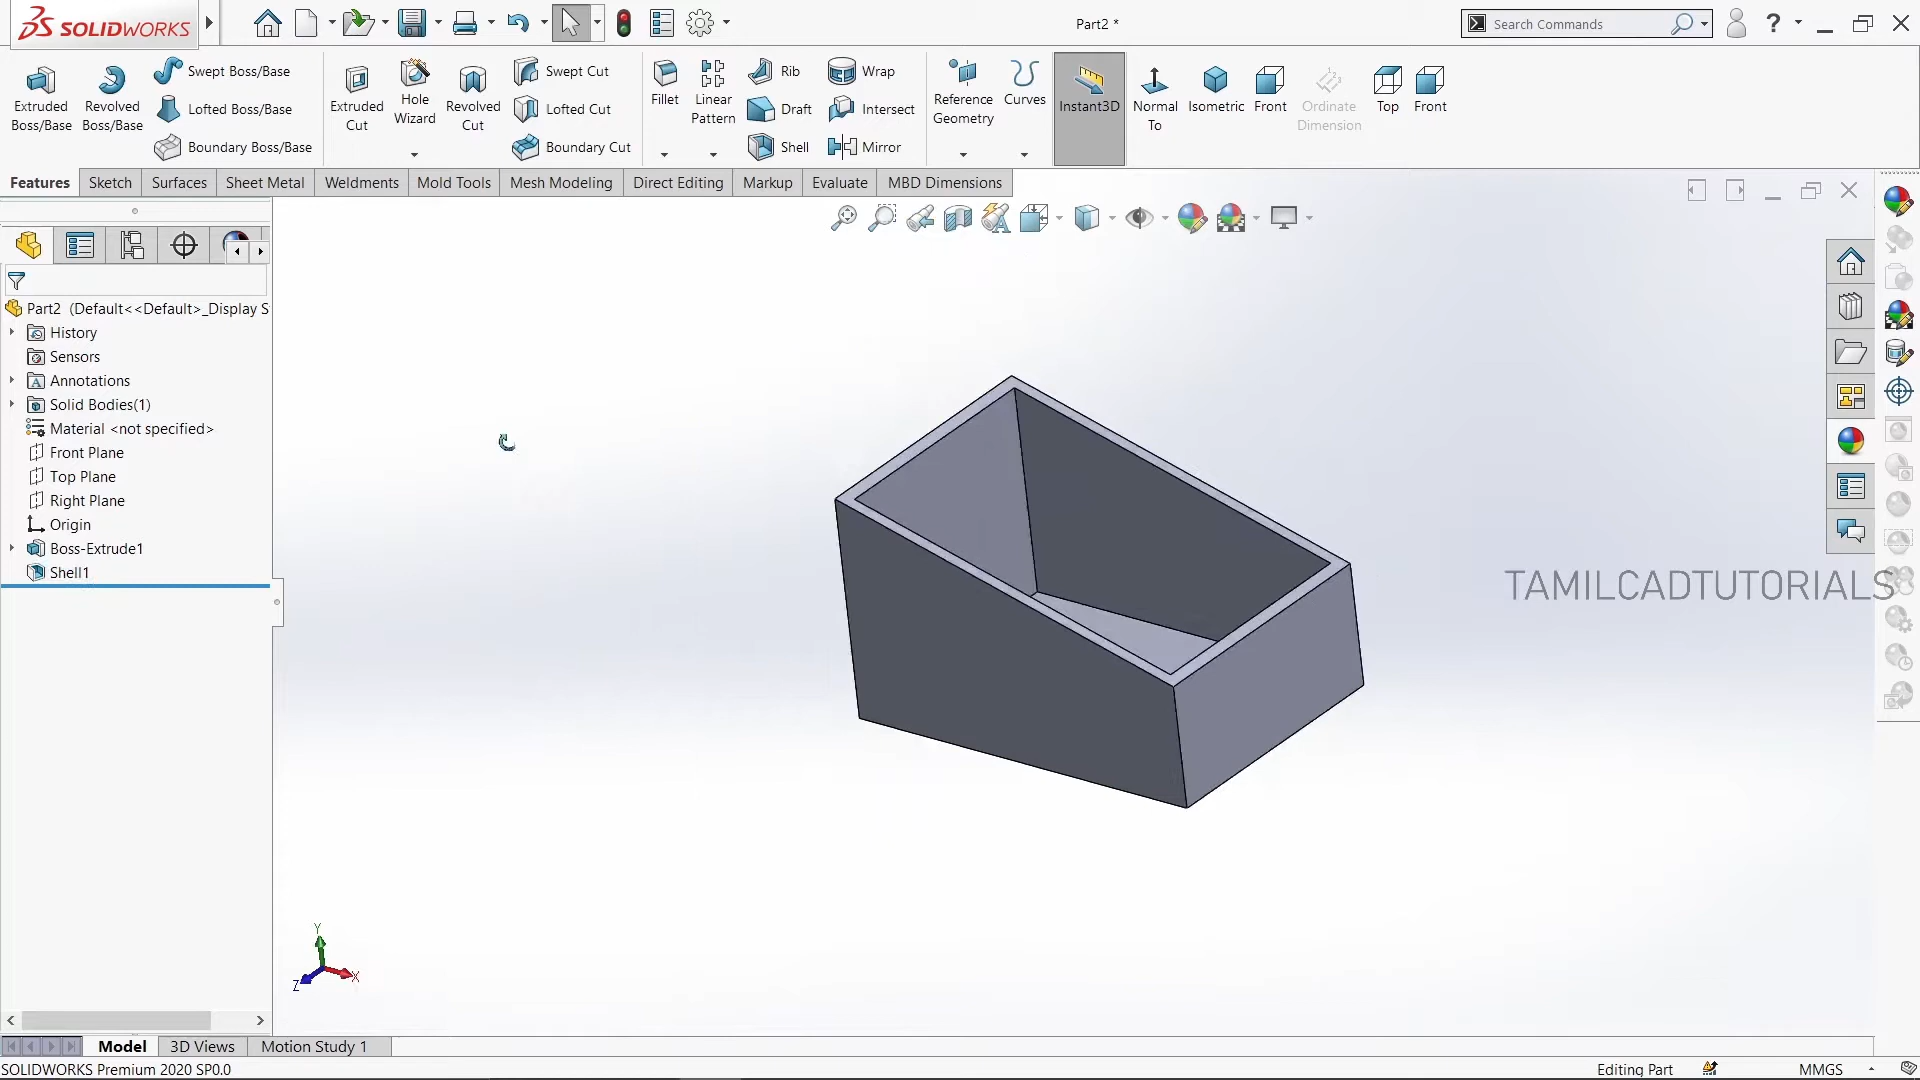 SOLIDWORKS
Part2 *
Search Commands
?
Extruded
Boss/Base
Revolved
Boss/Base
Swept Boss/Base
Lofted Boss/Base
Boundary Boss/Base
Extruded
Cut
Hole
Wizard
Revolved
Cut
Swept Cut
Lofted Cut
Boundary Cut
Fillet
Linear
Pattern
Rib
Draft
Shell
Wrap
Intersect
Mirror
Reference
Geometry
Curves
Instant3D
Normal
To
Isometric
Front
Ordinate
Dimension
Top
Front
Features
Sketch
Surfaces
Sheet Metal
Weldments
Mold Tools
Mesh Modeling
Direct Editing
Markup
Evaluate
MBD Dimensions
Part2 (Default<<Default>_Display S
History
Sensors
Annotations
Solid Bodies(1)
Material <not specified>
Front Plane
Top Plane
Right Plane
Origin
Boss-Extrude1
Shell1
TAMILCADTUTORIALS
Y
X
Z
Model
3D Views
Motion Study 1
SOLIDWORKS Premium 2020 SP0.0
Editing Part
MMGS